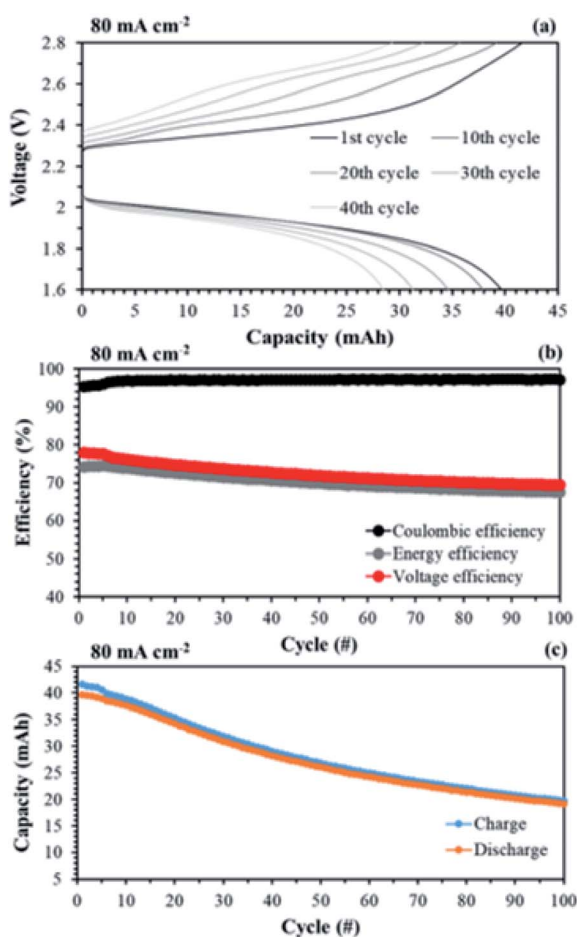 80 mA cm⁻² (a)
2.8
2.6
2.4
2.2
2
1.8
1.6
Voltage (V)
1st cycle 10th cycle
20th cycle 30th cycle
40th cycle
0 5 10 15 20 25 30 35 40 45
Capacity (mAh)
80 mA cm⁻² (b)
100
90
80
70
60
50
40
Efficiency (%)
Coulombic efficiency
Energy efficiency
Voltage efficiency
0 10 20 30 40 50 60 70 80 90 100
Cycle (#)
80 mA cm⁻² (c)
45
40
35
30
25
20
15
10
5
Capacity (mAh)
Charge
Discharge
0 10 20 30 40 50 60 70 80 90 100
Cycle (#)